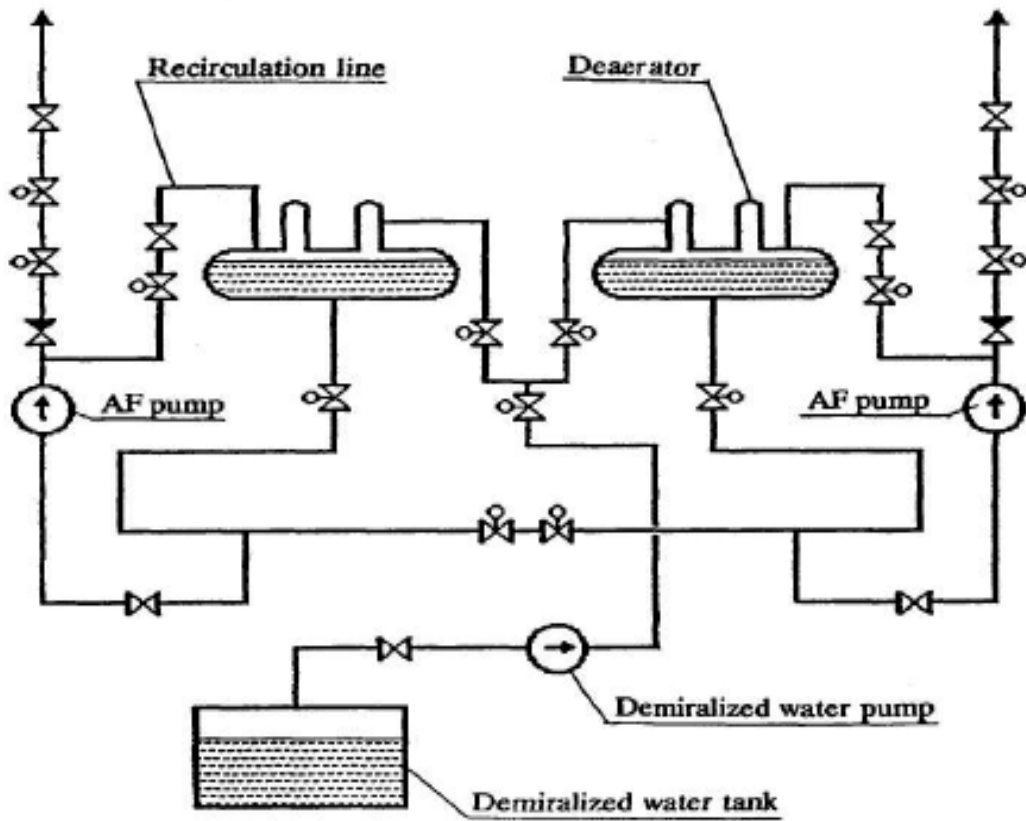 Recirculation line
Deaerator
AF pump
AF pump
Demiralized water pump
Demiralized water tank